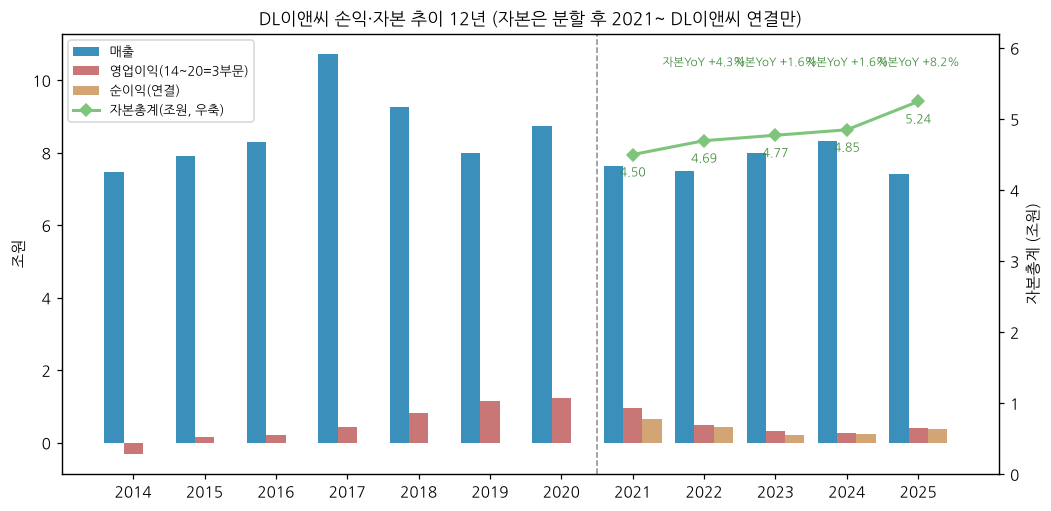 DL이앤씨 손익·자본 추이 12년 (자본은 분할 후 2021~ DL이앤씨 연결만)
매출
영업이익(14~20=3부문)
순이익(연결)
자본총계(조원, 우축)
자본YoY +4.3%
자본YoY +1.6%
자본YoY +1.6%
자본YoY +8.2%
4.50
4.69
4.77
4.85
5.24
조원
10
8
6
4
2
0
자본총계 (조원)
6
5
4
3
2
1
0
2014 2015 2016 2017 2018 2019 2020 2021 2022 2023 2024 2025